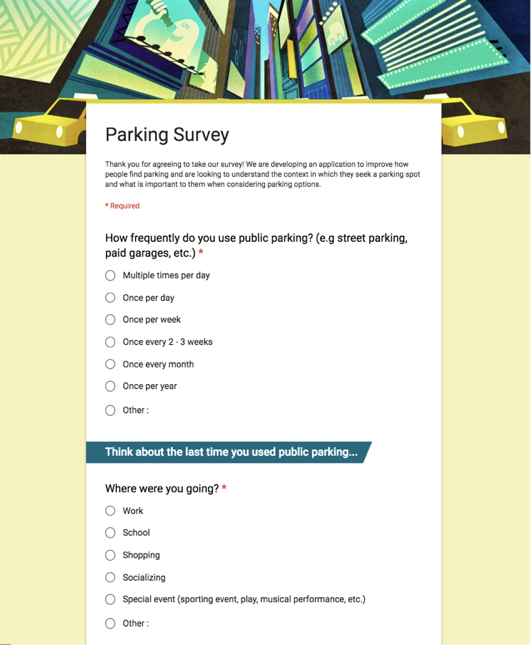 Parking Survey
Thank you for agreeing to take our survey! We are developing an application to improve how
people find parking and are looking to understand the context in which they seek a parking spot
and what is important to them when considering parking options.
* Required
How frequently do you use public parking? (e.g street parking,
paid garages, etc.) *
Multiple times per day
Once per day
Once per week
Once every 2 - 3 weeks
Once every month
Once per year
Other :
Think about the last time you used public parking...
Where were you going? *
Work
School
Shopping
Socializing
Special event (sporting event, play, musical performance, etc.)
Other :